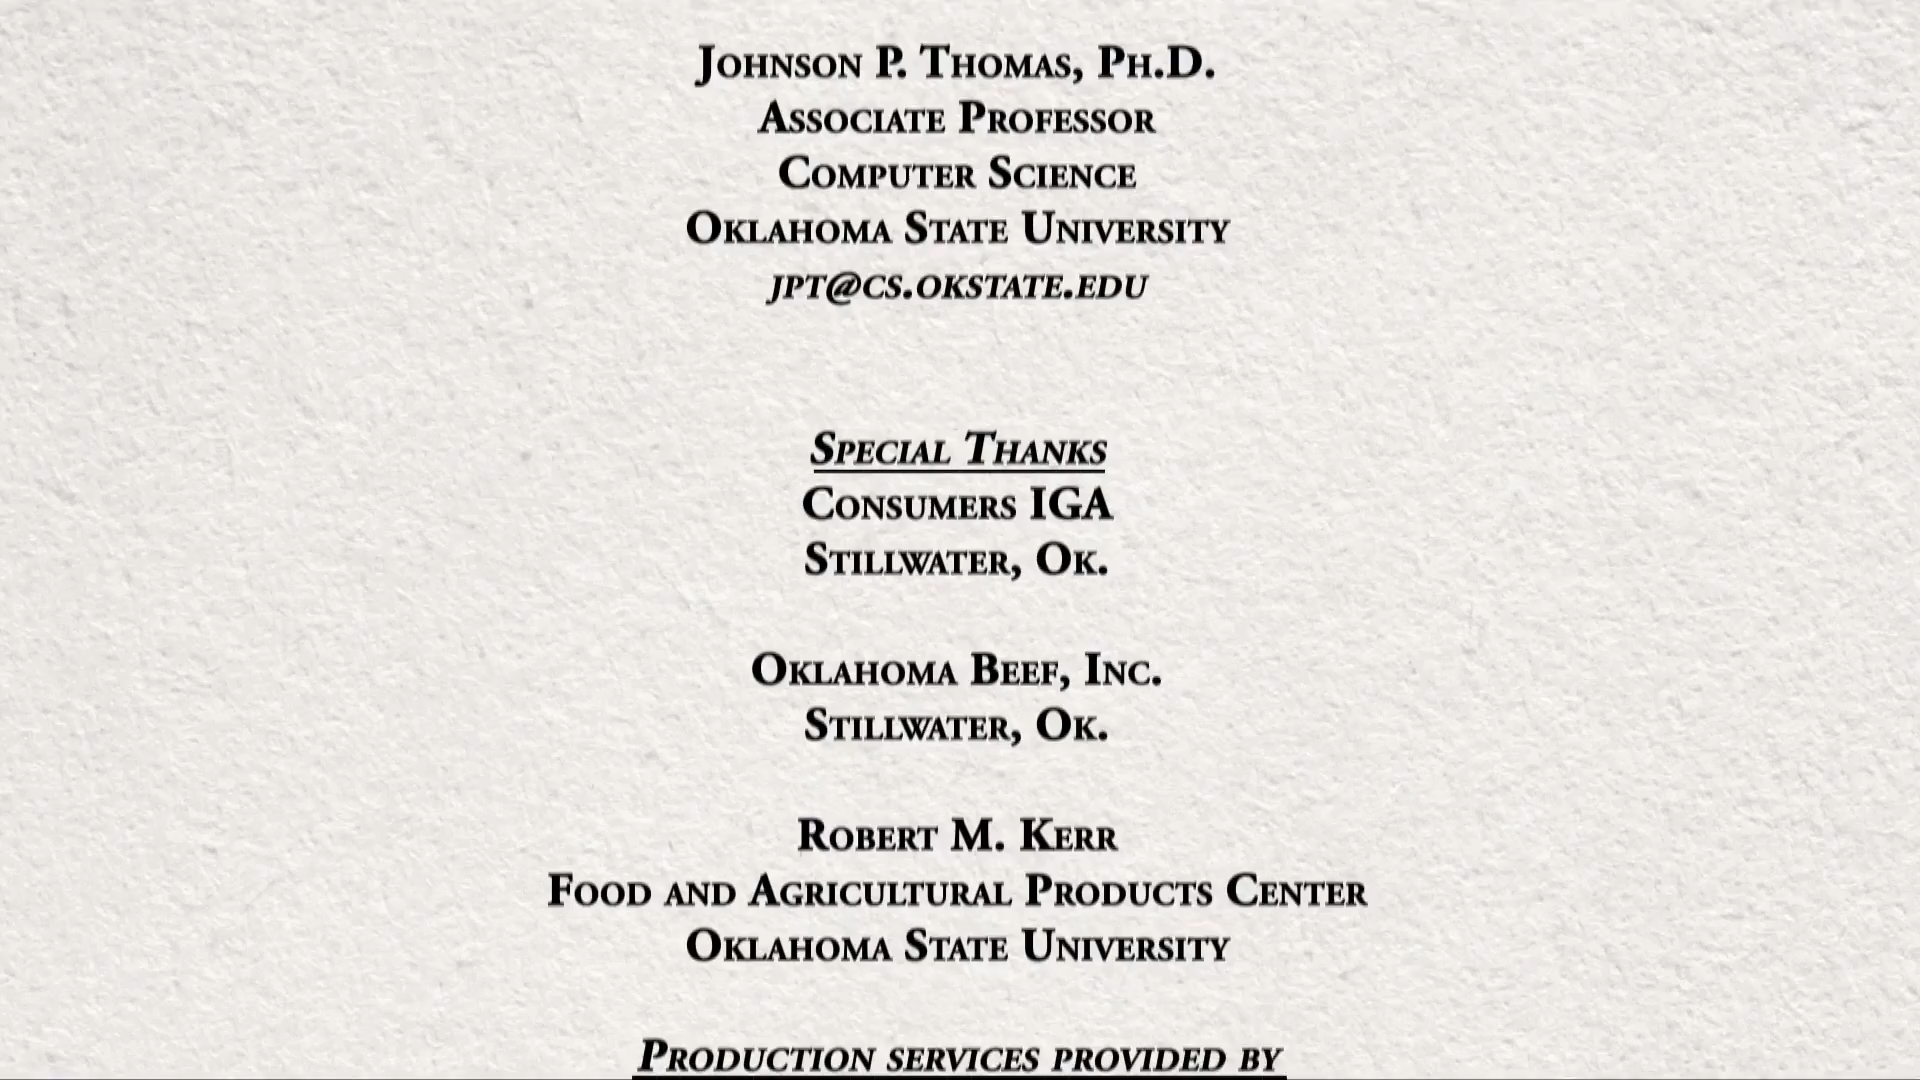 Johnson P. Thomas, Ph.D.
Associate Professor
Computer Science
Oklahoma State University
jpt@cs.okstate.edu
Special Thanks
Consumers IGA
Stillwater, Ok.
Oklahoma Beef, Inc.
Stillwater, Ok.
Robert M. Kerr
Food and Agricultural Products Center
Oklahoma State University
Production services provided by